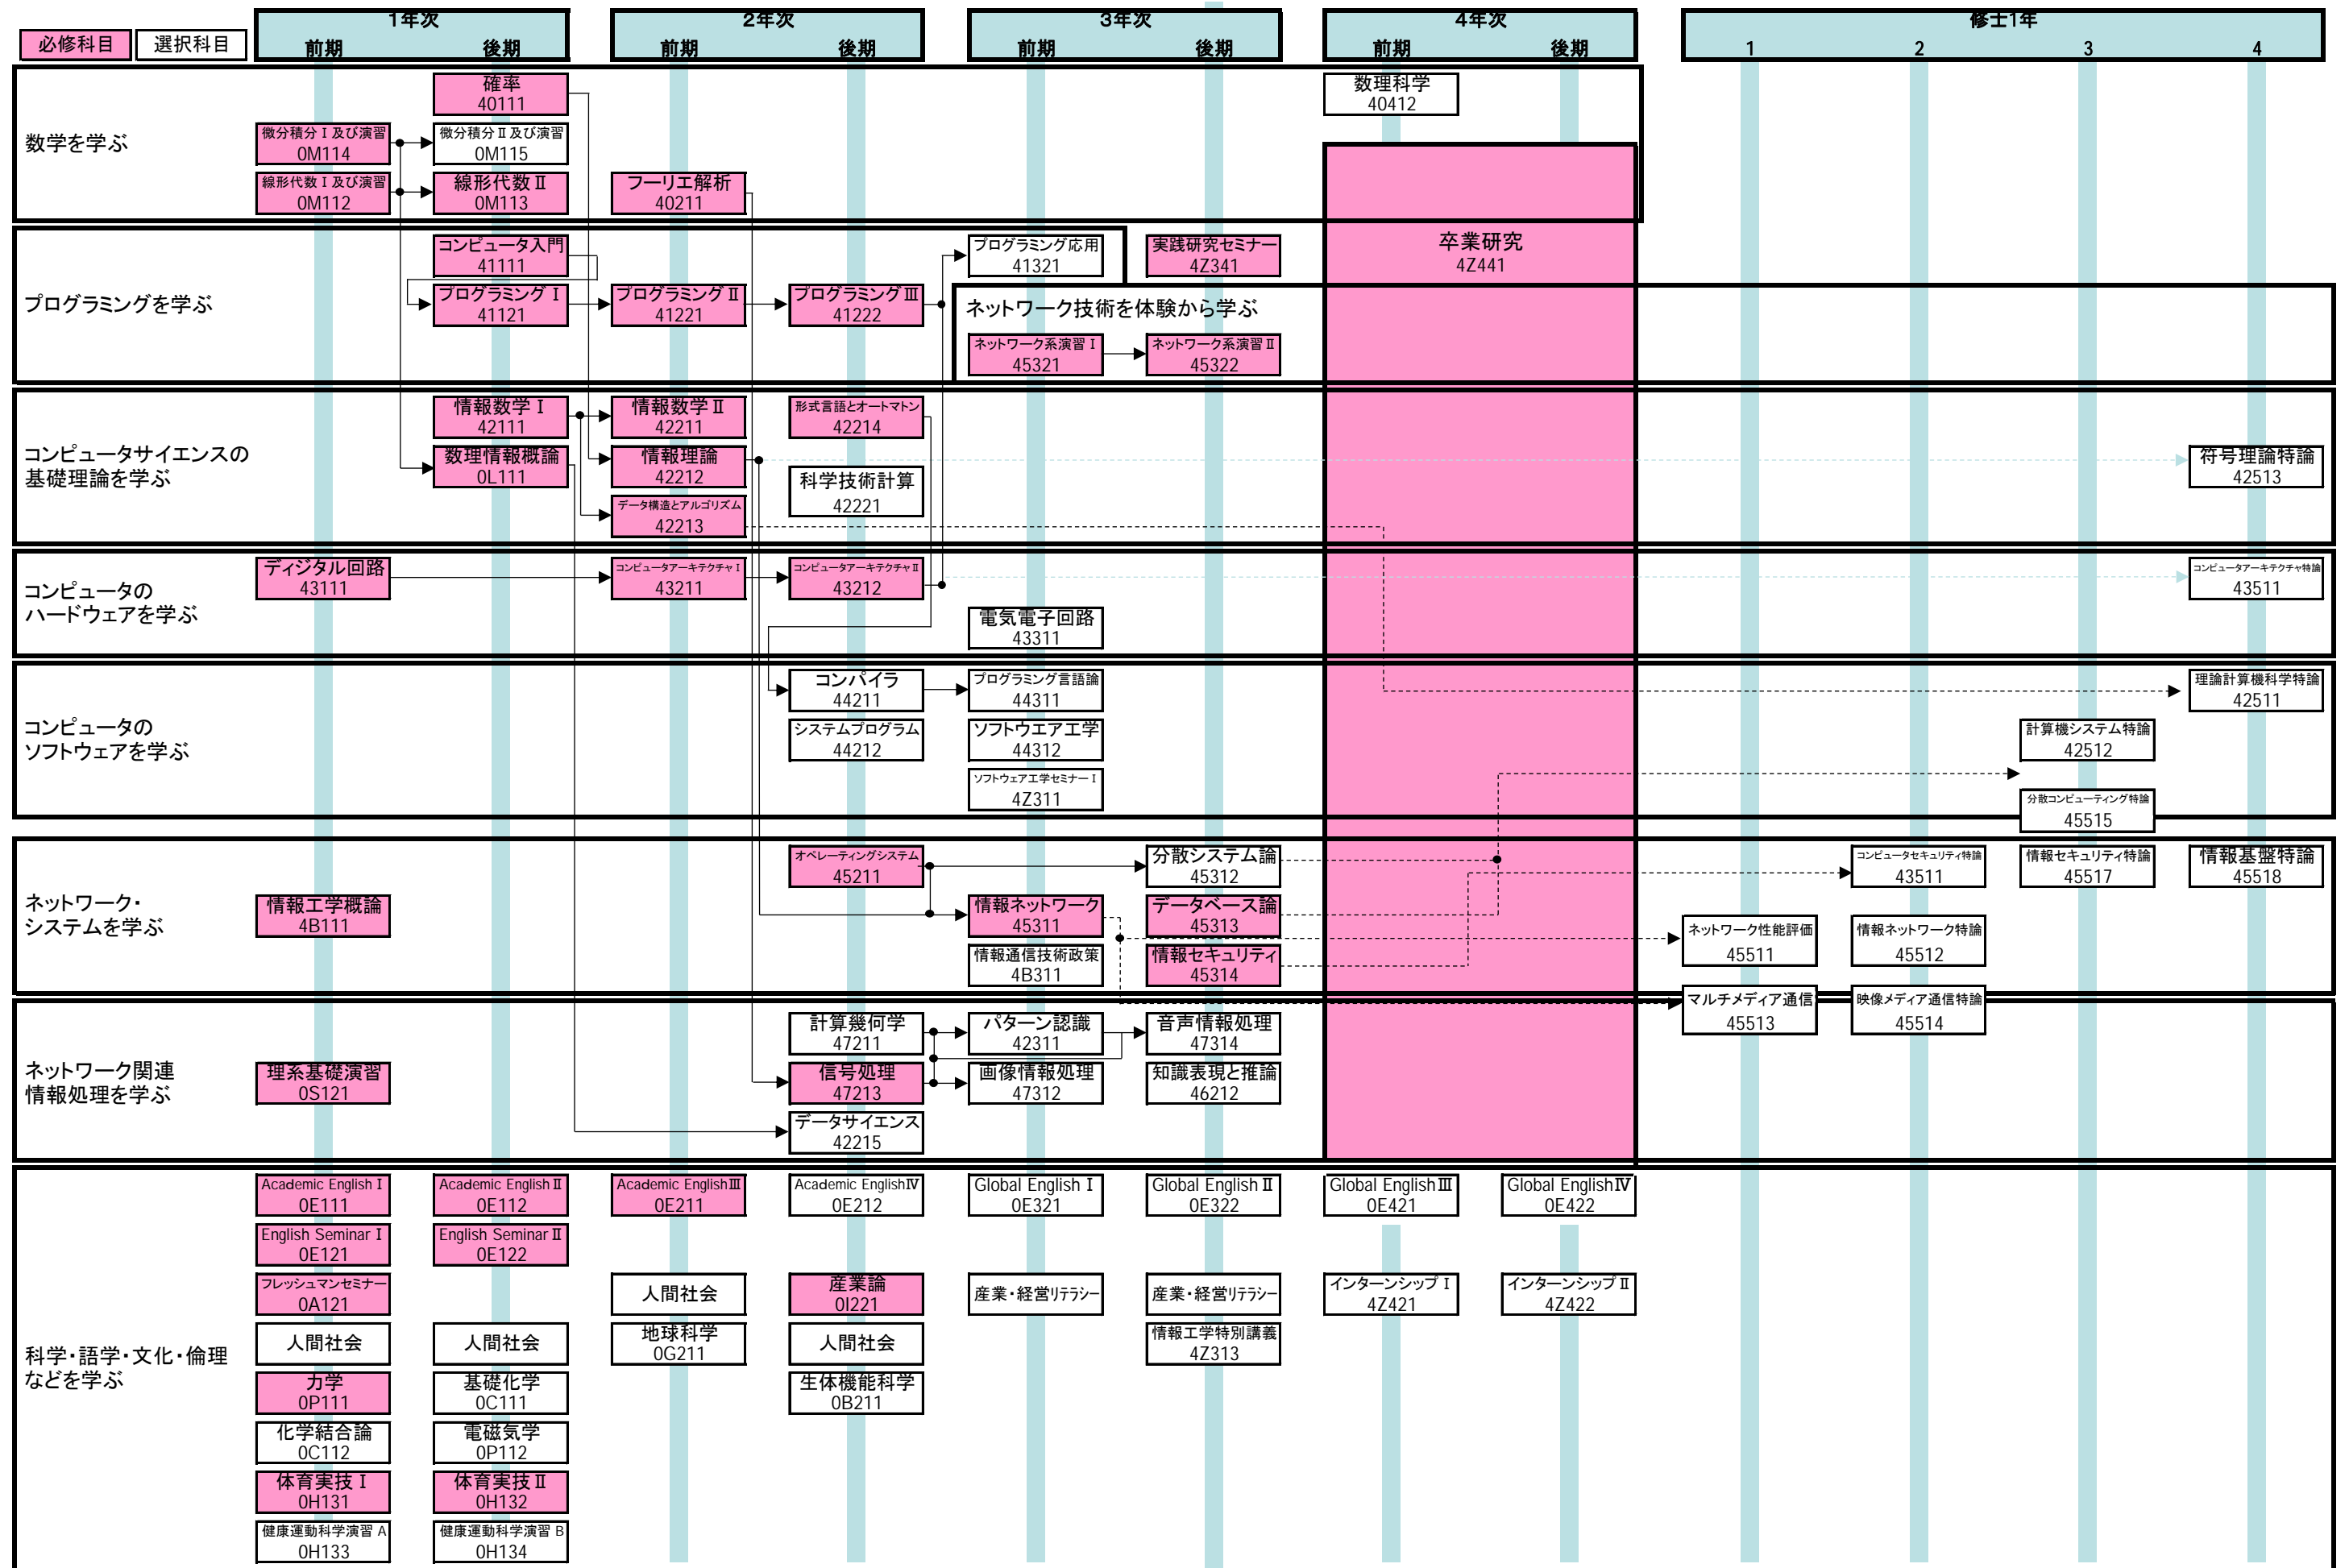 1年次
2年次
3年次
4年次
修士1年
必修科目
選択科目
前期
後期
前期
後期
前期
後期
前期
後期
1
2
3
4
数学を学ぶ
確率
40111
数理科学
40412
微分積分Ⅰ及び演習
0M114
微分積分Ⅱ及び演習
0M115
線形代数Ⅰ及び演習
0M112
線形代数Ⅱ
0M113
フーリエ解析
40211
プログラミングを学ぶ
コンピュータ入門
41111
プログラミング応用
41321
実践研究セミナー
4Z341
卒業研究
4Z441
プログラミングⅠ
41121
プログラミングⅡ
41221
プログラミングⅢ
41222
ネットワーク技術を体験から学ぶ
ネットワーク系演習Ⅰ
45321
ネットワーク系演習Ⅱ
45322
コンピュータサイエンスの
基礎理論を学ぶ
情報数学Ⅰ
42111
情報数学Ⅱ
42211
形式言語とオートマトン
42214
数理情報概論
0L111
情報理論
42212
科学技術計算
42221
符号理論特論
42513
データ構造とアルゴリズム
42213
コンピュータの
ハードウェアを学ぶ
ディジタル回路
43111
コンピュータアーキテクチャⅠ
43211
コンピュータアーキテクチャⅡ
43212
コンピュータアーキテクチャ特論
43511
電気電子回路
43311
コンピュータの
ソフトウェアを学ぶ
コンパイラ
44211
プログラミング言語論
44311
理論計算機科学特論
42511
システムプログラム
44212
ソフトウエア工学
44312
計算機システム特論
42512
ソフトウェア工学セミナーⅠ
4Z311
分散コンピューティング特論
45515
ネットワーク・
システムを学ぶ
オペレーティングシステム
45211
分散システム論
45312
コンピュータセキュリティ特論
43511
情報セキュリティ特論
45517
情報基盤特論
45518
情報工学概論
4B111
情報ネットワーク
45311
データベース論
45313
ネットワーク性能評価
45511
情報ネットワーク特論
45512
情報通信技術政策
4B311
情報セキュリティ
45314
マルチメディア通信
45513
映像メディア通信特論
45514
ネットワーク関連
情報処理を学ぶ
計算幾何学
47211
パターン認識
42311
音声情報処理
47314
理系基礎演習
0S121
信号処理
47213
画像情報処理
47312
知識表現と推論
46212
データサイエンス
42215
科学・語学・文化・倫理
などを学ぶ
Academic EnglishⅠ
0E111
Academic EnglishⅡ
0E112
Academic EnglishⅢ
0E211
Academic EnglishⅣ
0E212
Global EnglishⅠ
0E321
Global EnglishⅡ
0E322
Global EnglishⅢ
0E421
Global EnglishⅣ
0E422
English SeminarⅠ
0E121
English SeminarⅡ
0E122
フレッシュマンセミナー
0A121
人間社会
産業論
0I221
産業・経営リテラシー
産業・経営リテラシー
インターンシップⅠ
4Z421
インターンシップⅡ
4Z422
人間社会
人間社会
地球科学
0G211
人間社会
情報工学特別講義
4Z313
力学
0P111
基礎化学
0C111
生体機能科学
0B211
化学結合論
0C112
電磁気学
0P112
体育実技Ⅰ
0H131
体育実技Ⅱ
0H132
健康運動科学演習 A
0H133
健康運動科学演習 B
0H134